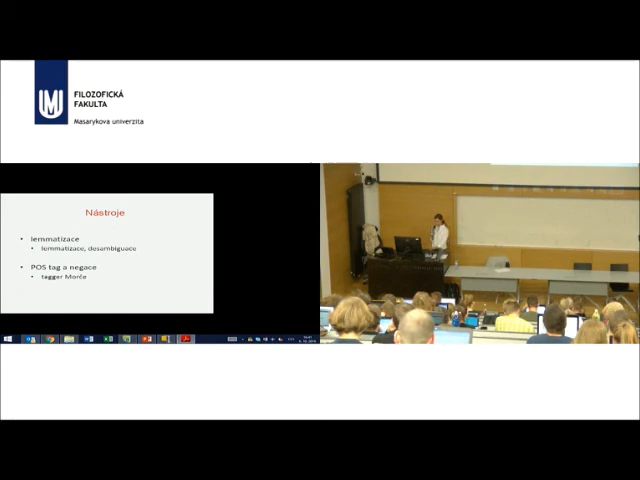 FILOZOFICKÁ
FAKULTA
Masarykova univerzita
Nástroje
• lemmatizace
• lemmatizace, desambiguace
• POS tag a negace
• tagger Morče